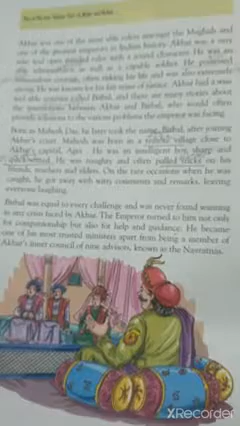 Akbar was one of the most able rulers amongst the Mughals and
one of the greatest emperors in Indian history. Akbar was a very
wise and open minded ruler with a sound character. He was an
able administrator as well as a capable soldier. He possessed
courage, often risking his life and was also extremely
strong. He was known for his fair sense of justice. Akbar had a wise
and able courtier called Birbal, and there are many stories about
the between Akbar and Birbal, who would often
provide solutions to the various problems the emperor was facing.
Born as Mahesh Das, he later took the name, Birbal, after joining
Akbar's court. Mahesh was born in a village close to
Akbar's capital, Agra. He was an intelligent boy, sharp and
quick-witted. He was naughty and often pulled tricks on his
friends, teachers and elders. On the rare occasions when he was
caught, he got away with witty comments and remarks, leaving
everyone laughing.
Birbal was equal to every challenge and was never found wanting
in any crisis faced by Akbar. The Emperor turned to him not only
for companionship but also for help and guidance. He became
one of his most trusted ministers apart from being a member of
Akbar's inner council of nine advisors, known as the Navratnas.
XRecorder